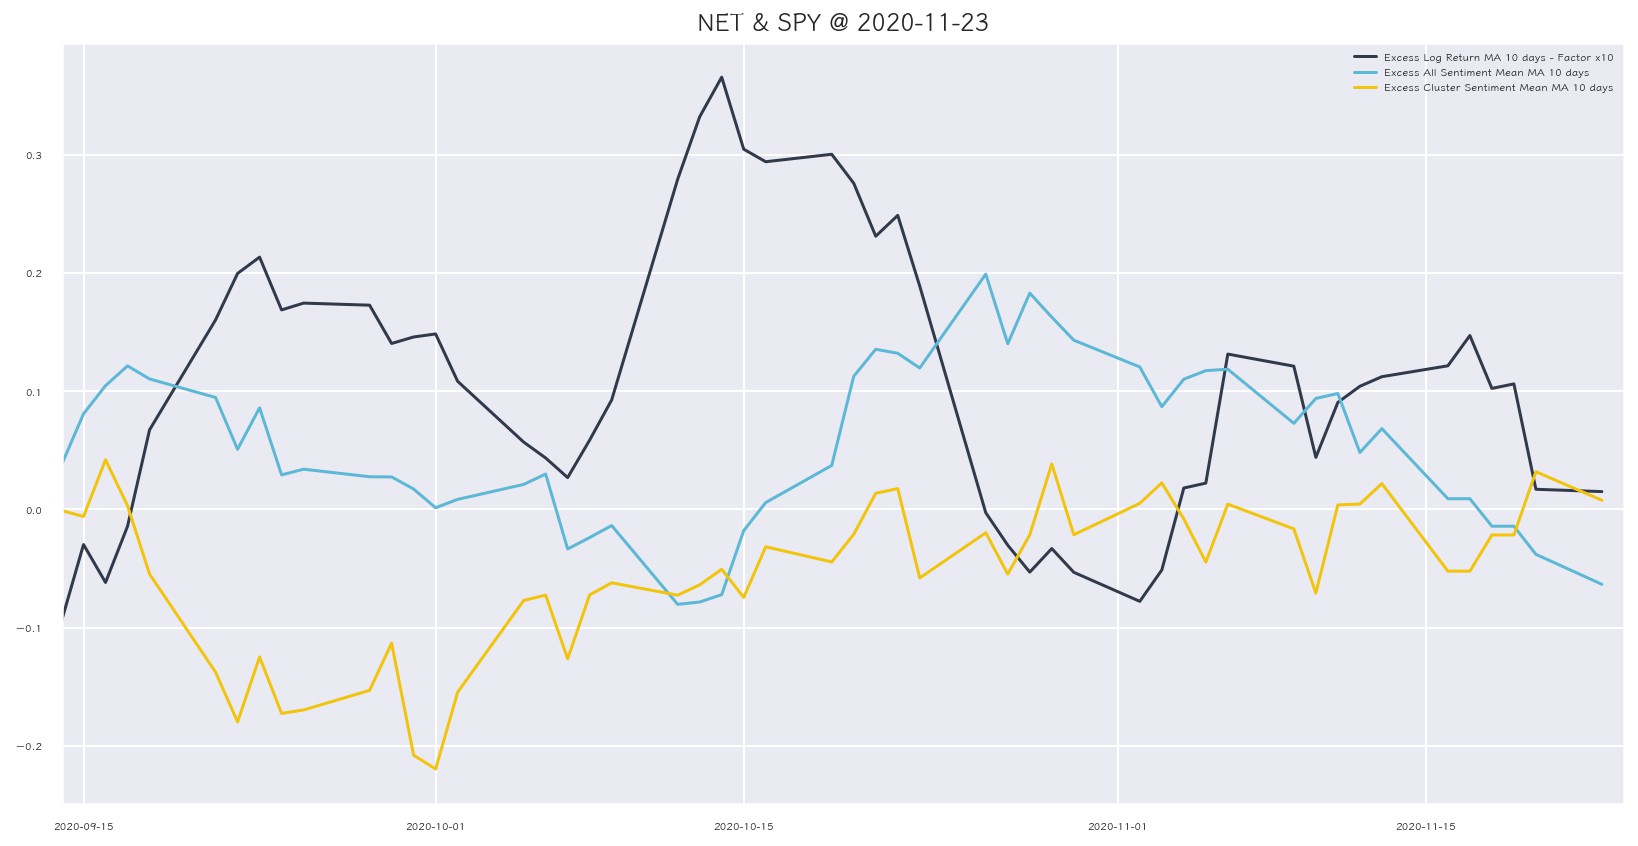 NET & SPY @ 2020-11-23
Excess Log Return MA 10 days - Factor x10
Excess All Sentiment Mean MA 10 days
Excess Cluster Sentiment Mean MA 10 days
0.3
0.2
0.1
0.0
−0.1
−0.2
2020-09-15
2020-10-01
2020-10-15
2020-11-01
2020-11-15